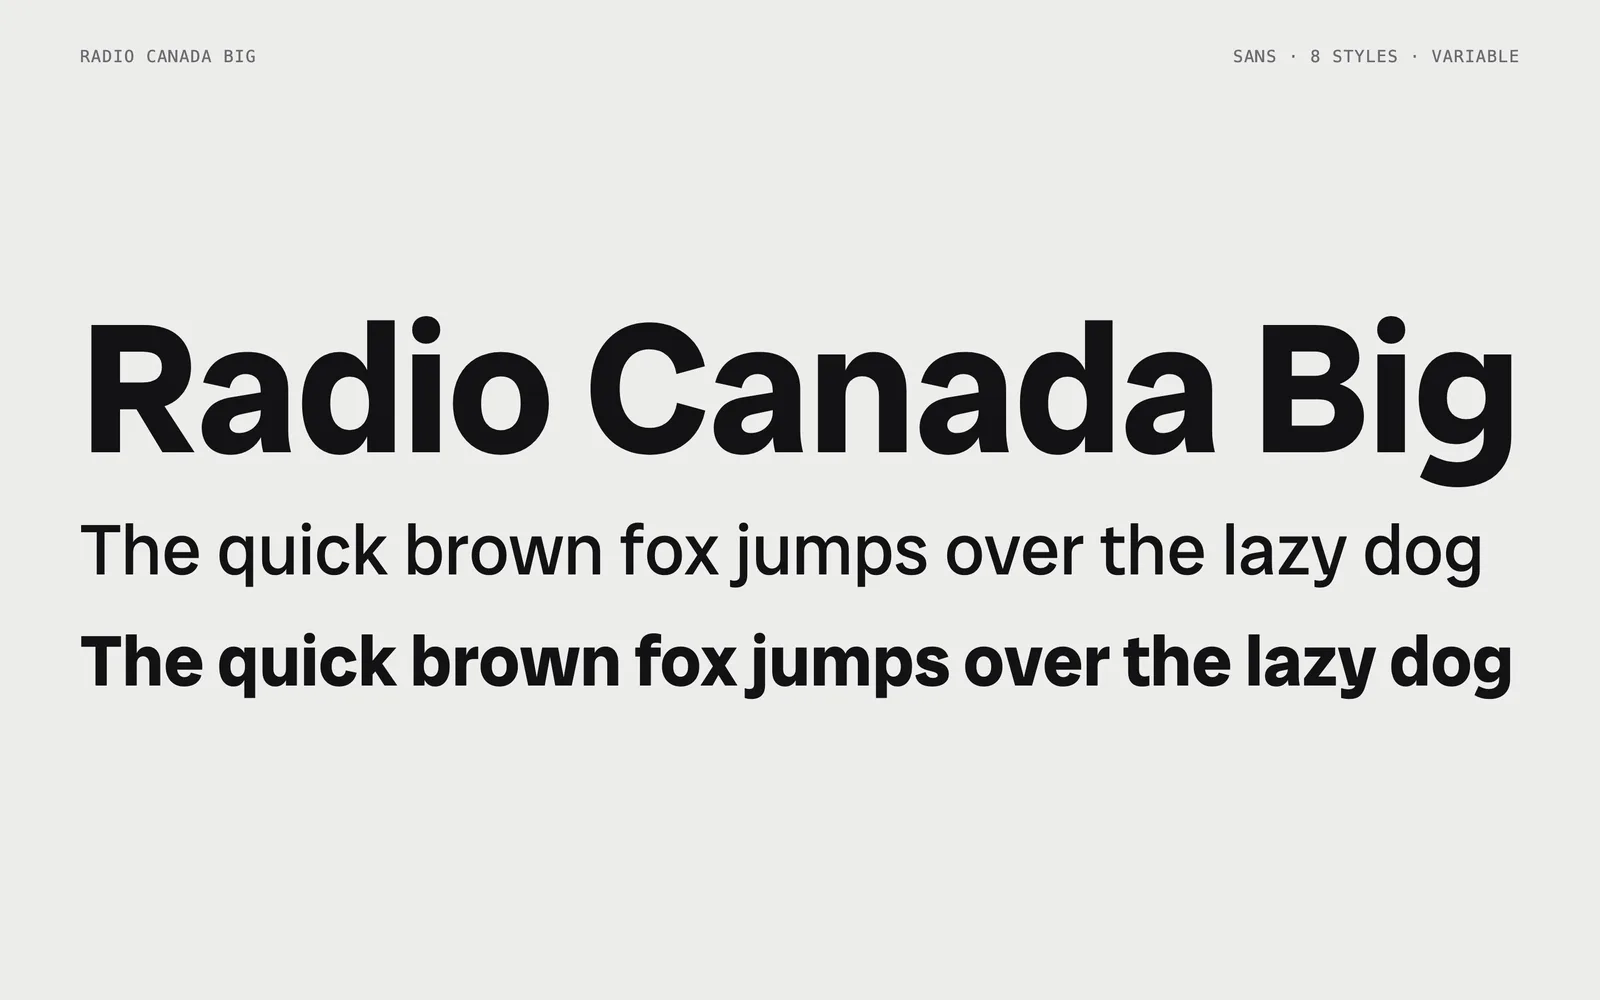 RADIO CANADA BIG
SANS · 8 STYLES · VARIABLE
Radio Canada Big
The quick brown fox jumps over the lazy dog
The quick brown fox jumps over the lazy dog